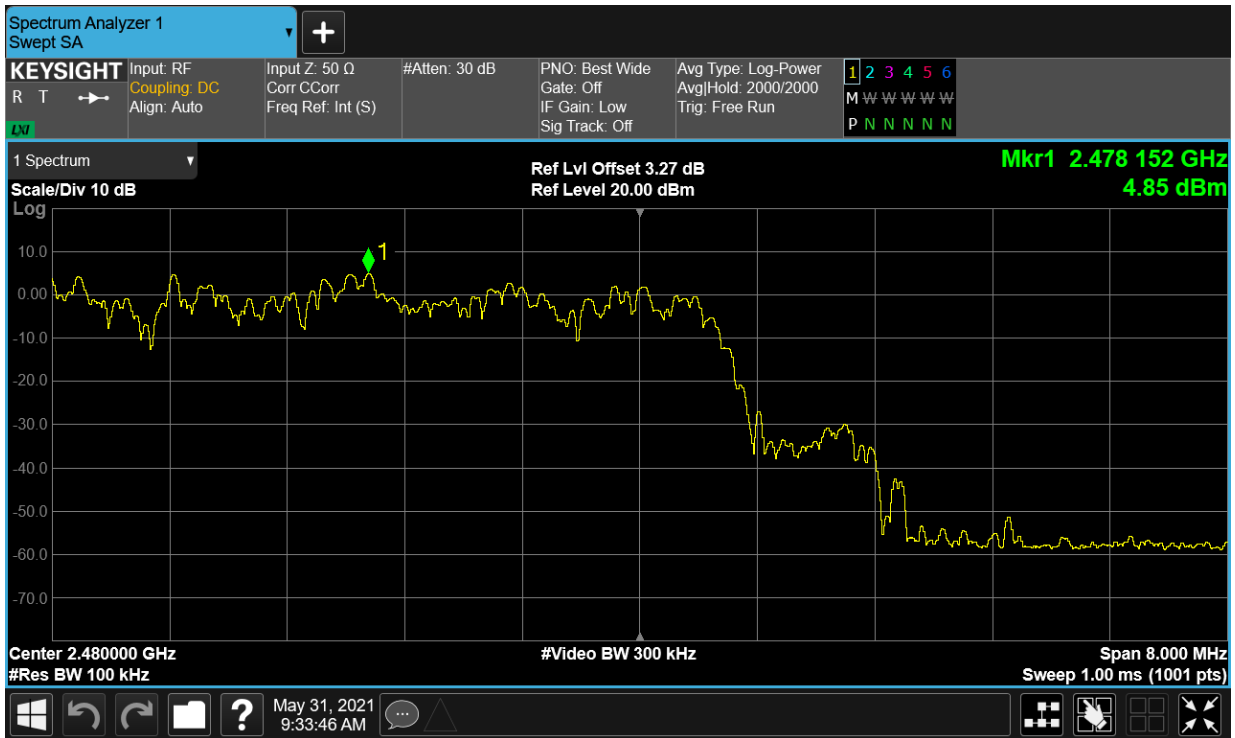 Spectrum Analyzer 1
Swept SA
+
KEYSIGHT
R T
LXI
Input: RF
Coupling: DC
Align: Auto
Input Z: 50 Ω
Corr CCorr
Freq Ref: Int (S)
#Atten: 30 dB
PNO: Best Wide
Gate: Off
IF Gain: Low
Sig Track: Off
Avg Type: Log-Power
Avg|Hold: 2000/2000
Trig: Free Run
1 2 3 4 5 6
M W W W W W
P N N N N N
1 Spectrum
Scale/Div 10 dB
Log
Ref Lvl Offset 3.27 dB
Ref Level 20.00 dBm
Mkr1 2.478 152 GHz
4.85 dBm
1
10.0
0.00
-10.0
-20.0
-30.0
-40.0
-50.0
-60.0
-70.0
Center 2.480000 GHz
#Res BW 100 kHz
#Video BW 300 kHz
Span 8.000 MHz
Sweep 1.00 ms (1001 pts)
?
May 31, 2021
9:33:46 AM